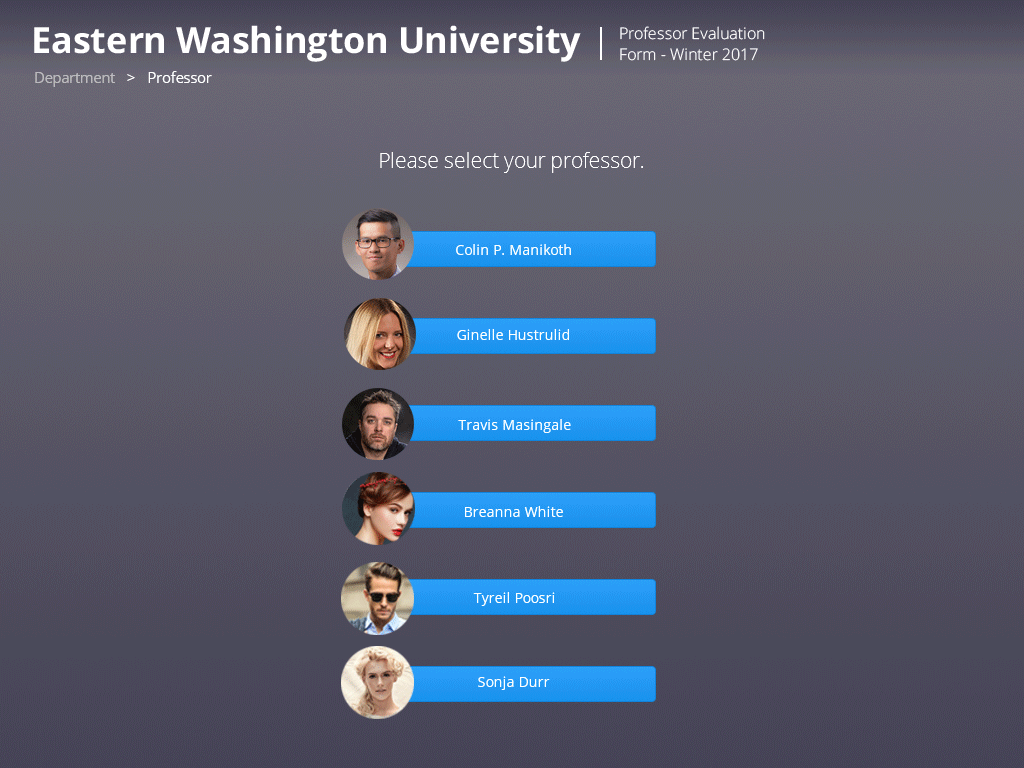 Eastern Washington University
Professor Evaluation
Form - Winter 2017
Department > Professor
Please select your professor.
Colin P. Manikoth
Ginelle Hustrulid
Travis Masingale
Breanna White
Tyreil Poosri
Sonja Durr